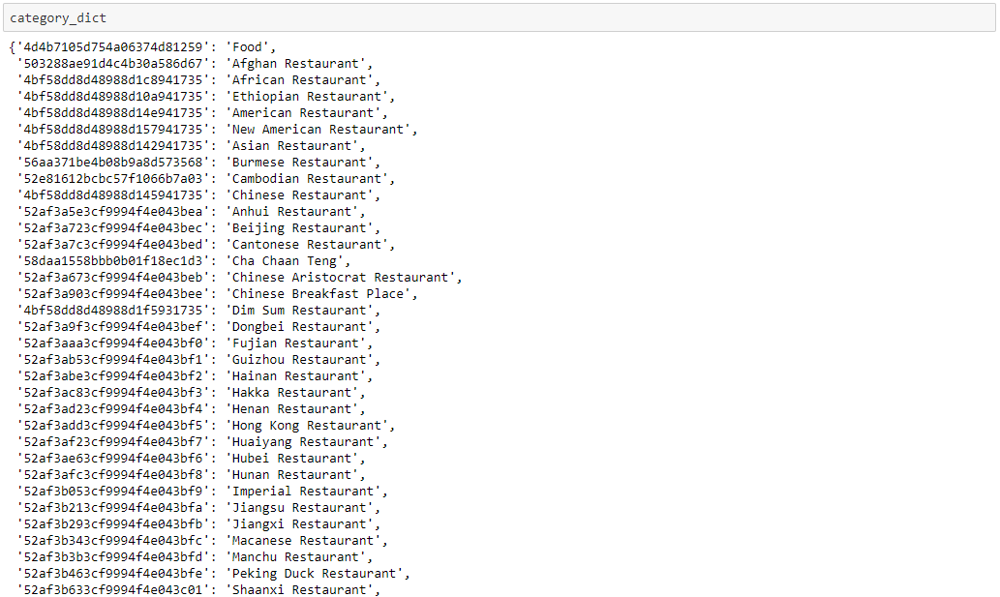 category_dict
{'4d4b7105d754a06374d81259': 'Food',
'503288ae91d4c4b30a586d67': 'Afghan Restaurant',
'4bf58dd8d48988d1c8941735': 'African Restaurant',
'4bf58dd8d48988d10a941735': 'Ethiopian Restaurant',
'4bf58dd8d48988d14e941735': 'American Restaurant',
'4bf58dd8d48988d157941735': 'New American Restaurant',
'4bf58dd8d48988d142941735': 'Asian Restaurant',
'56aa371be4b08b9a8d573568': 'Burmese Restaurant',
'52e81612bcbc57f1066b7a03': 'Cambodian Restaurant',
'4bf58dd8d48988d145941735': 'Chinese Restaurant',
'52af3a5e3cf9994f4e043bea': 'Anhui Restaurant',
'52af3a723cf9994f4e043bec': 'Beijing Restaurant',
'52af3a7c3cf9994f4e043bed': 'Cantonese Restaurant',
'58daa1558bbb0b01f18ec1d3': 'Cha Chaan Teng',
'52af3a673cf9994f4e043beb': 'Chinese Aristocrat Restaurant',
'52af3a903cf9994f4e043bee': 'Chinese Breakfast Place',
'4bf58dd8d48988d1f5931735': 'Dim Sum Restaurant',
'52af3a9f3cf9994f4e043bef': 'Dongbei Restaurant',
'52af3aaa3cf9994f4e043bf0': 'Fujian Restaurant',
'52af3ab53cf9994f4e043bf1': 'Guizhou Restaurant',
'52af3abe3cf9994f4e043bf2': 'Hainan Restaurant',
'52af3ac83cf9994f4e043bf3': 'Hakka Restaurant',
'52af3ad23cf9994f4e043bf4': 'Henan Restaurant',
'52af3add3cf9994f4e043bf5': 'Hong Kong Restaurant',
'52af3af23cf9994f4e043bf7': 'Huaiyang Restaurant',
'52af3ae63cf9994f4e043bf6': 'Hubei Restaurant',
'52af3afc3cf9994f4e043bf8': 'Hunan Restaurant',
'52af3b053cf9994f4e043bf9': 'Imperial Restaurant',
'52af3b213cf9994f4e043bfa': 'Jiangsu Restaurant',
'52af3b293cf9994f4e043bfb': 'Jiangxi Restaurant',
'52af3b343cf9994f4e043bfc': 'Macanese Restaurant',
'52af3b3b3cf9994f4e043bfd': 'Manchu Restaurant',
'52af3b463cf9994f4e043bfe': 'Peking Duck Restaurant',
'52af3b633cf9994f4e043c01': 'Shaanxi Restaurant',